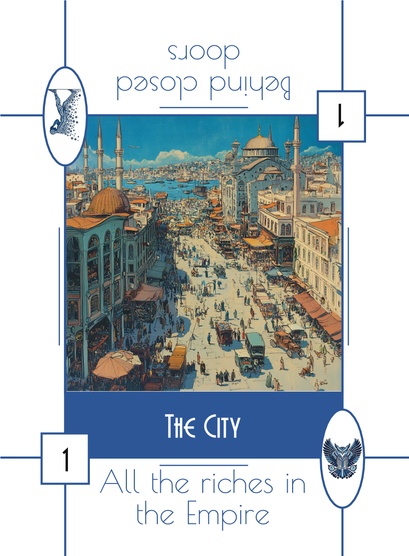 Behind closed
doors
1
The City
1
All the riches in
the Empire